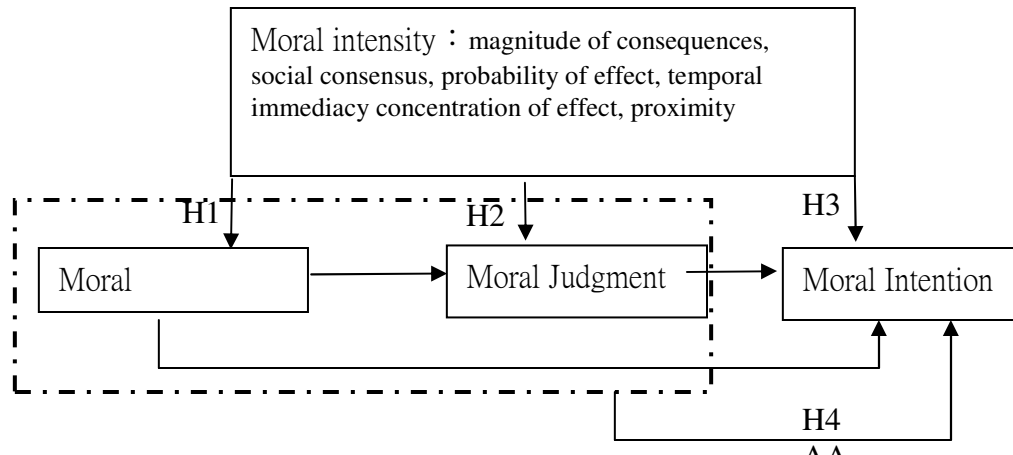 Moral intensity：magnitude of consequences,
social consensus, probability of effect, temporal
immediacy concentration of effect, proximity
H1
H2
H3
Moral
Moral Judgment
Moral Intention
H4